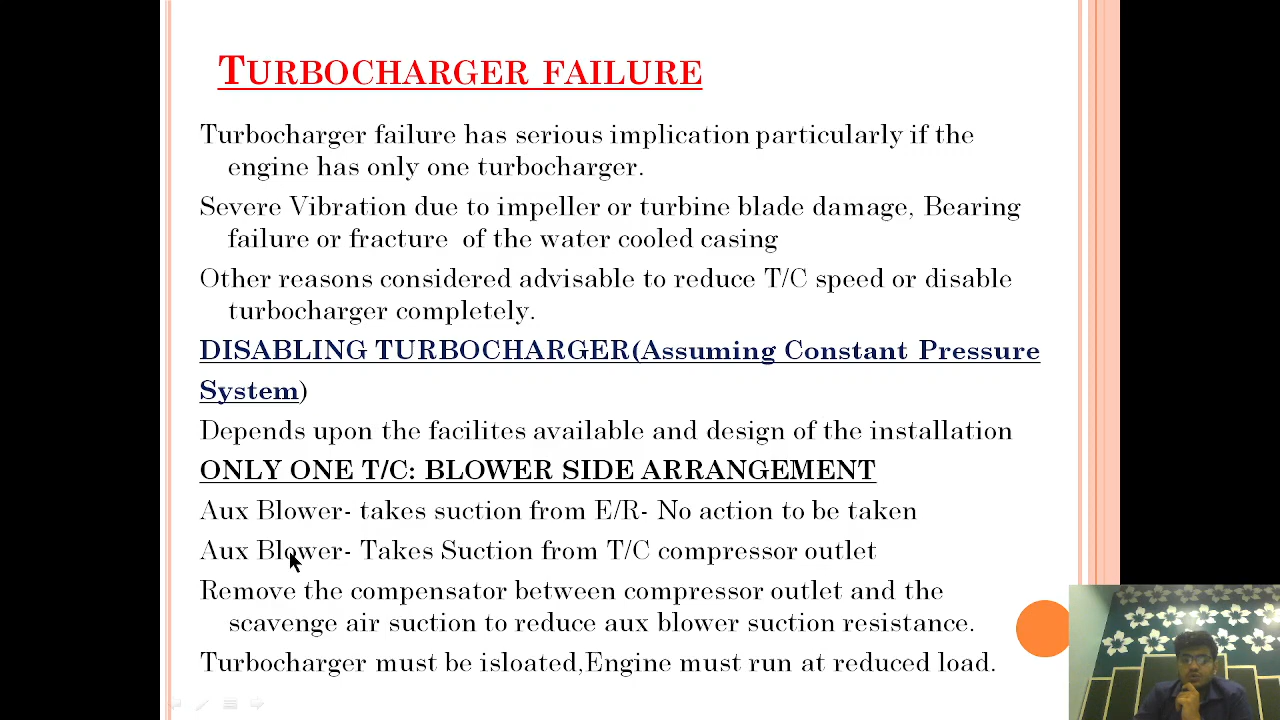 TURBOCHARGER FAILURE
Turbocharger failure has serious implication particularly if the
engine has only one turbocharger.
Severe Vibration due to impeller or turbine blade damage, Bearing
failure or fracture of the water cooled casing
Other reasons considered advisable to reduce T/C speed or disable
turbocharger completely.
DISABLING TURBOCHARGER(Assuming Constant Pressure
System)
Depends upon the facilites available and design of the installation
ONLY ONE T/C: BLOWER SIDE ARRANGEMENT
Aux Blower- takes suction from E/R- No action to be taken
Aux Blower- Takes Suction from T/C compressor outlet
Remove the compensator between compressor outlet and the
scavenge air suction to reduce aux blower suction resistance.
Turbocharger must be isloated,Engine must run at reduced load.